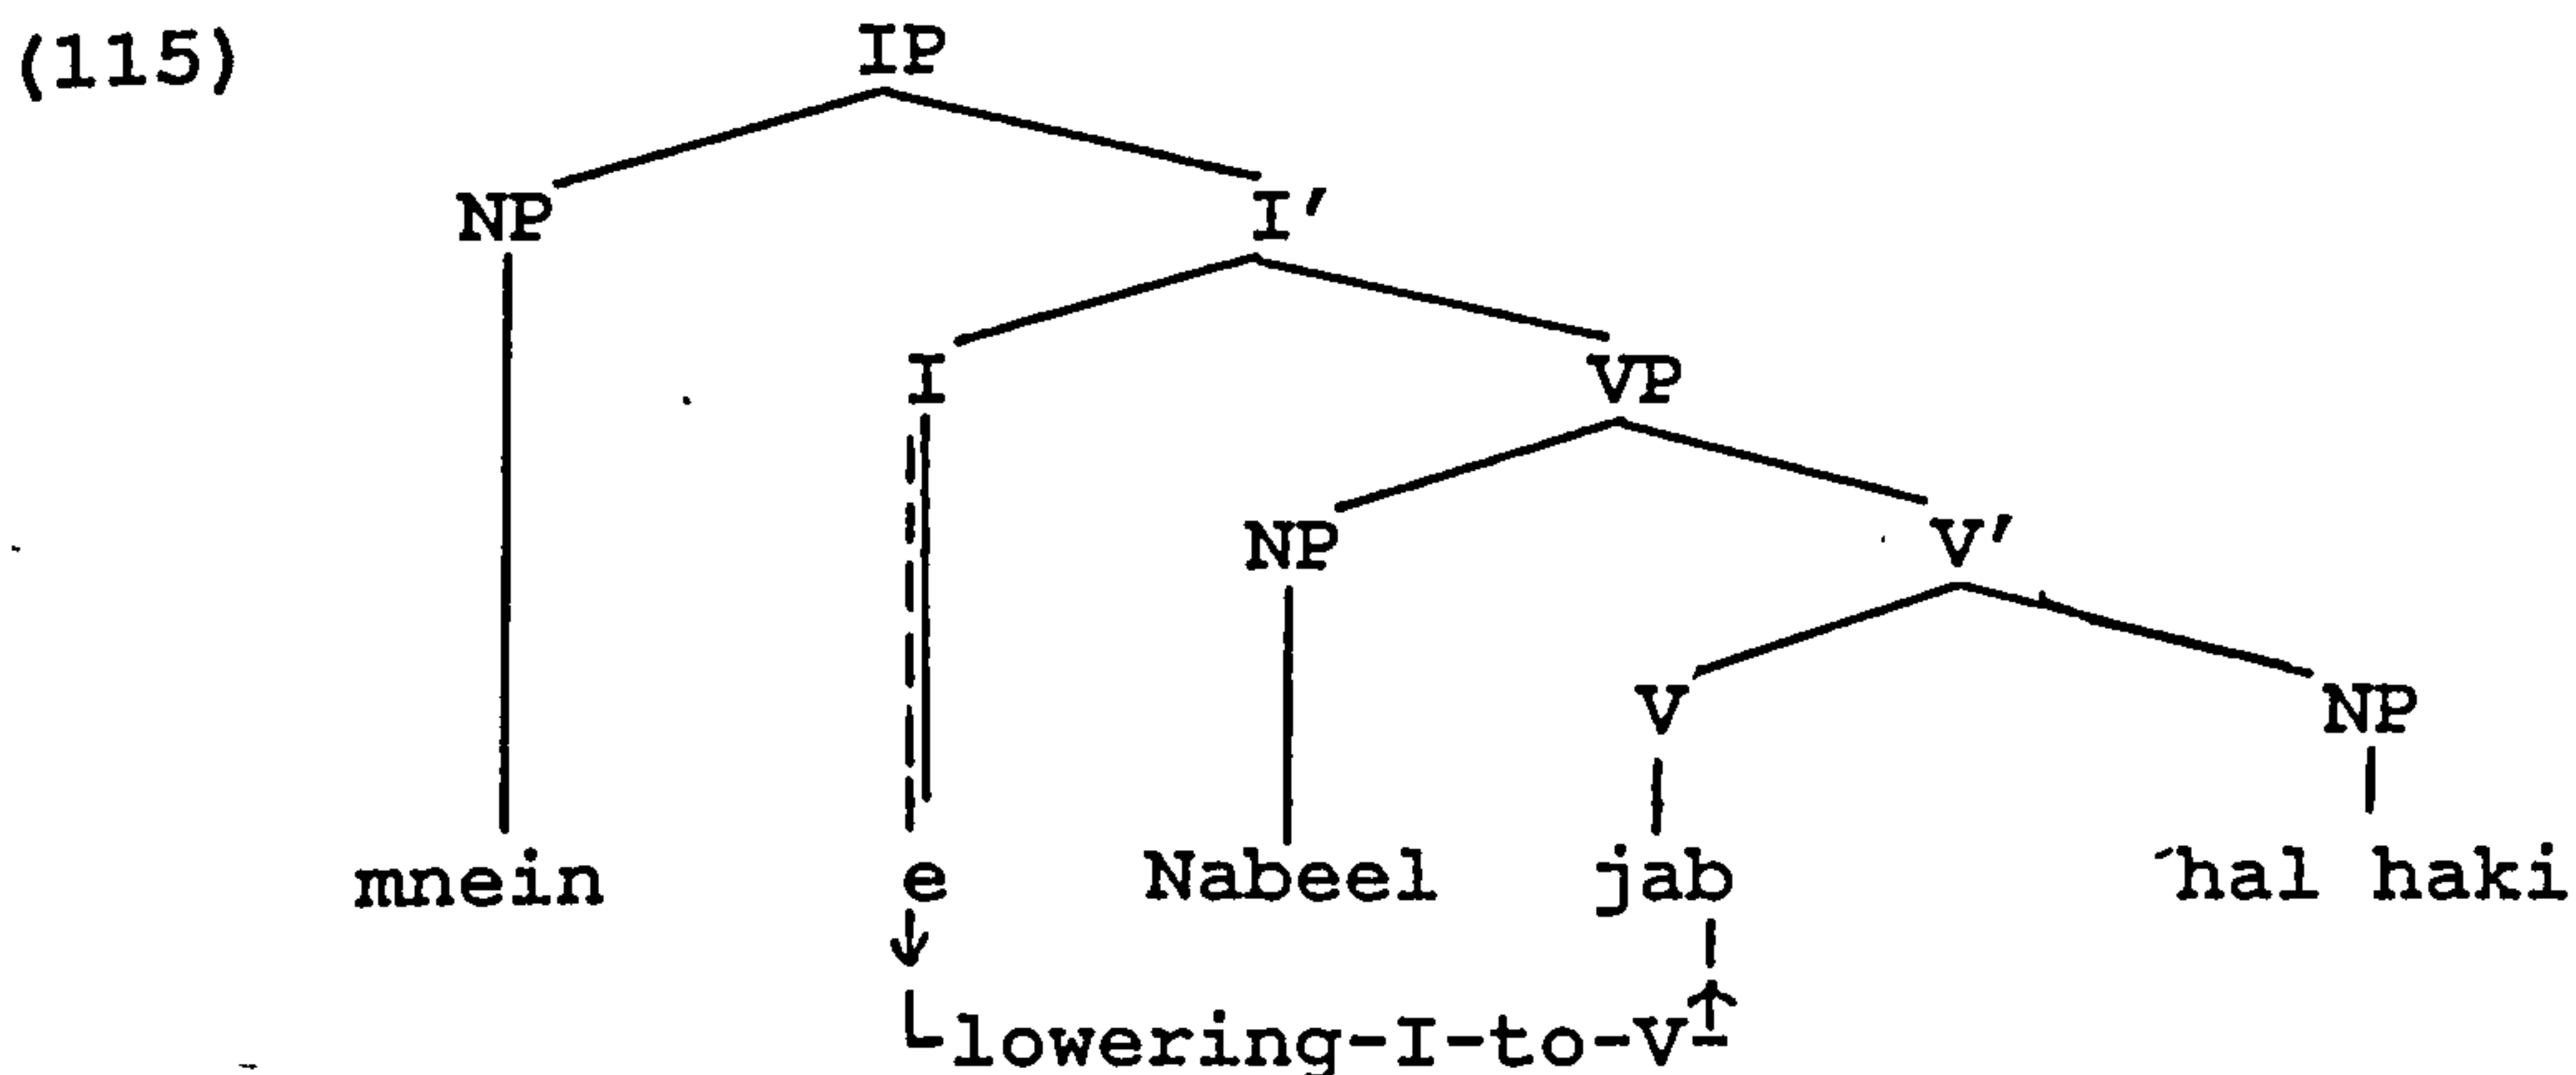 (115) IP
NP I'
I VP
NP V'
V NP
mnein e Nabeel jab hal haki
lowering-I-to-V